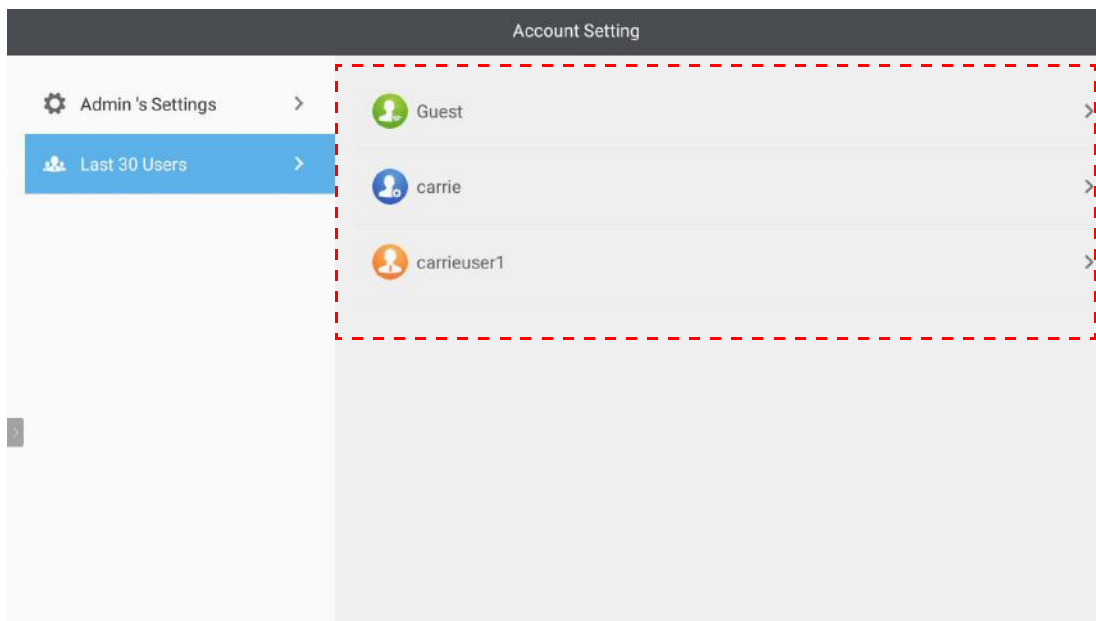 Account Setting
Admin 's Settings
Last 30 Users
Guest
carrie
carrieuser1